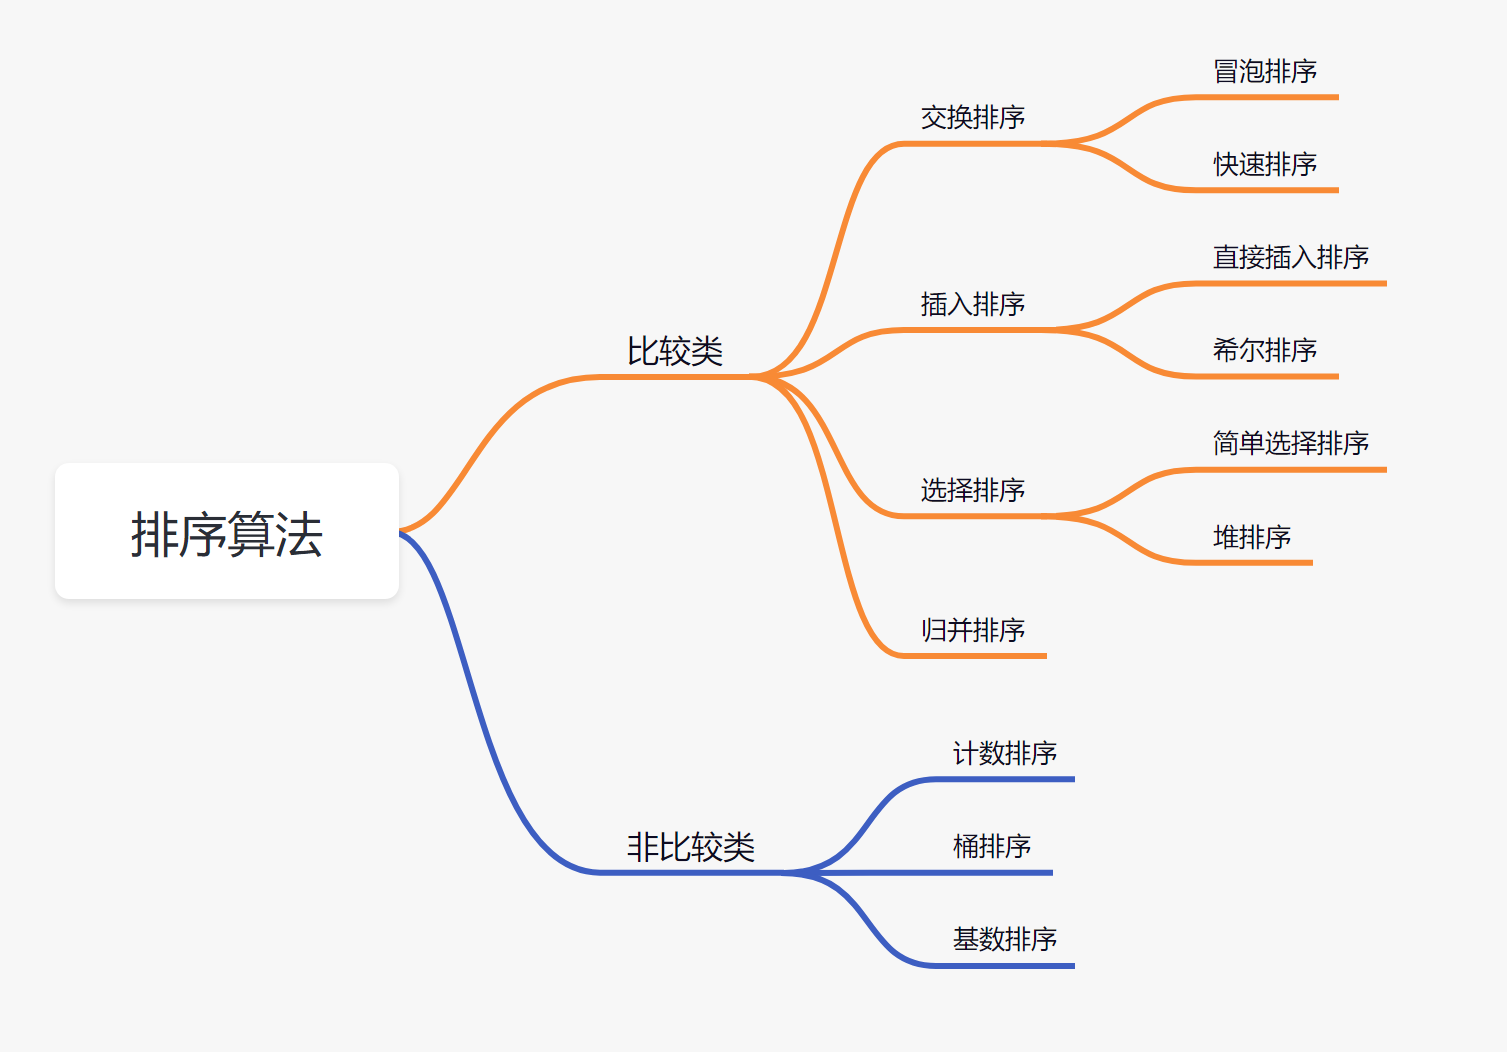 排序算法
比较类
交换排序
冒泡排序
快速排序
插入排序
直接插入排序
希尔排序
选择排序
简单选择排序
堆排序
归并排序
非比较类
计数排序
桶排序
基数排序